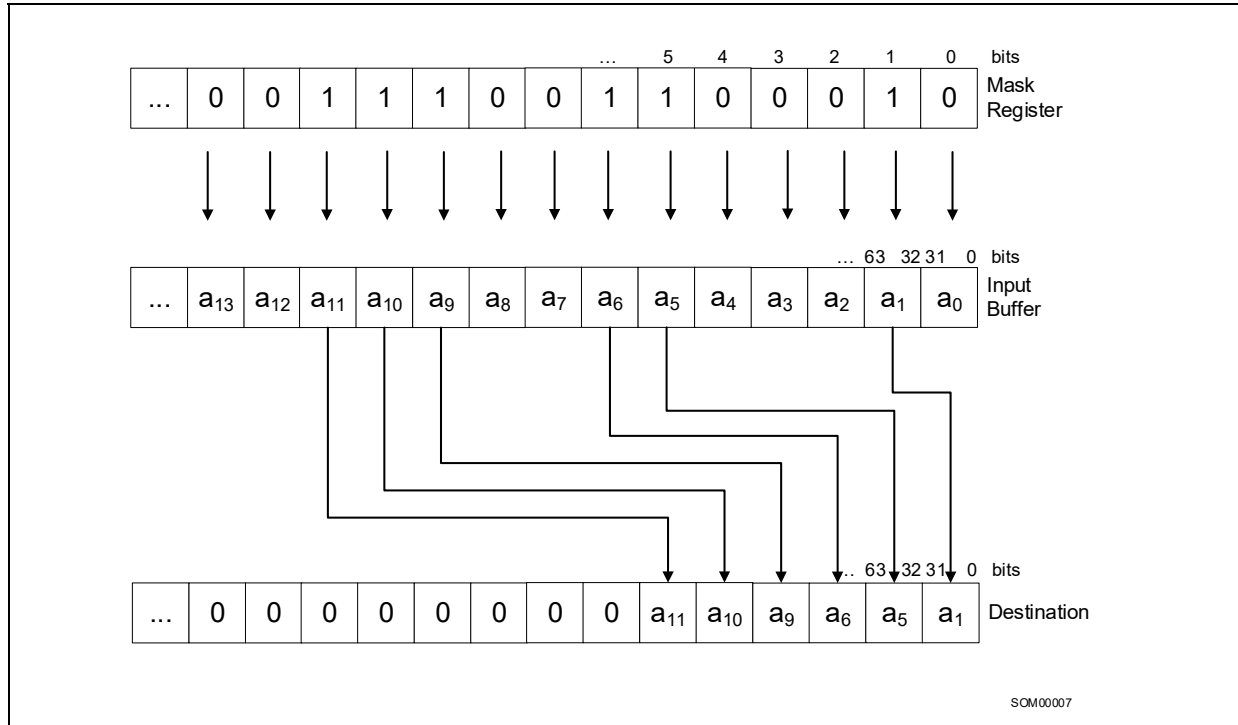 ... 5 4 3 2 1 0 bits
... 0 0 1 1 1 0 0 1 1 0 0 0 1 0 Mask
Register
... 63 32 31 0 bits
... a13 a12 a11 a10 a9 a8 a7 a6 a5 a4 a3 a2 a1 a0 Input
Buffer
.. 63 32 31 0 bits
... 0 0 0 0 0 0 0 0 a11 a10 a9 a6 a5 a1 Destination
SOM00007